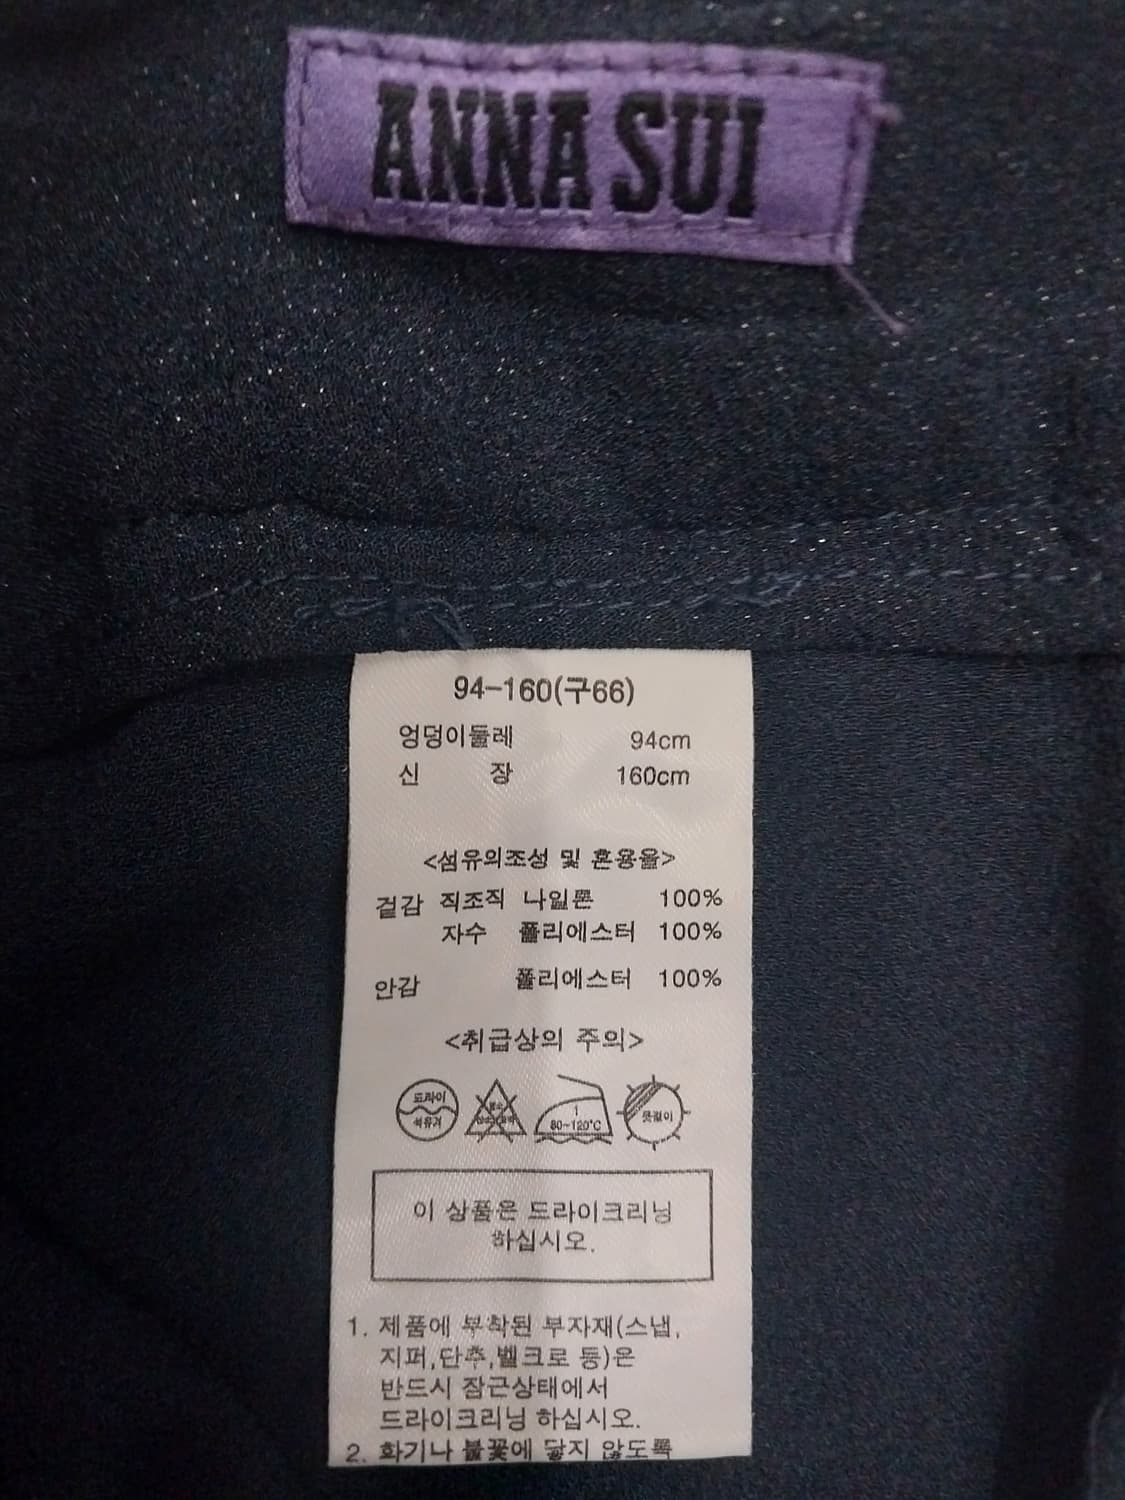 ANNA SUI
94-160(구66)
엉덩이둘레 94cm
신 장 160cm
<섬유의조성 및 혼용율>
겉감 직조직 나일론 100%
자수 폴리에스터 100%
안감 폴리에스터 100%
<취급상의 주의>
드라이
석유계
1
80~120℃
옷걸이
이 상품은 드라이크리닝
하십시오.
1. 제품에 부착된 부자재(스냅,
지퍼,단추,벨크로 등)은
반드시 잠근상태에서
드라이크리닝 하십시오.
2. 화기나 불꽃에 닿지 않도록